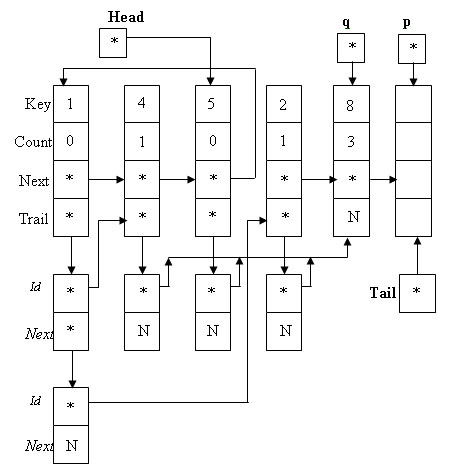 Head
q
p
*
*
*
Key 1 4 5 2 8
Count 0 1 0 1 3
Next * * * * *
Trail * * * * N
Id * * * *
Tail *
Next * N N N
Id *
Next N